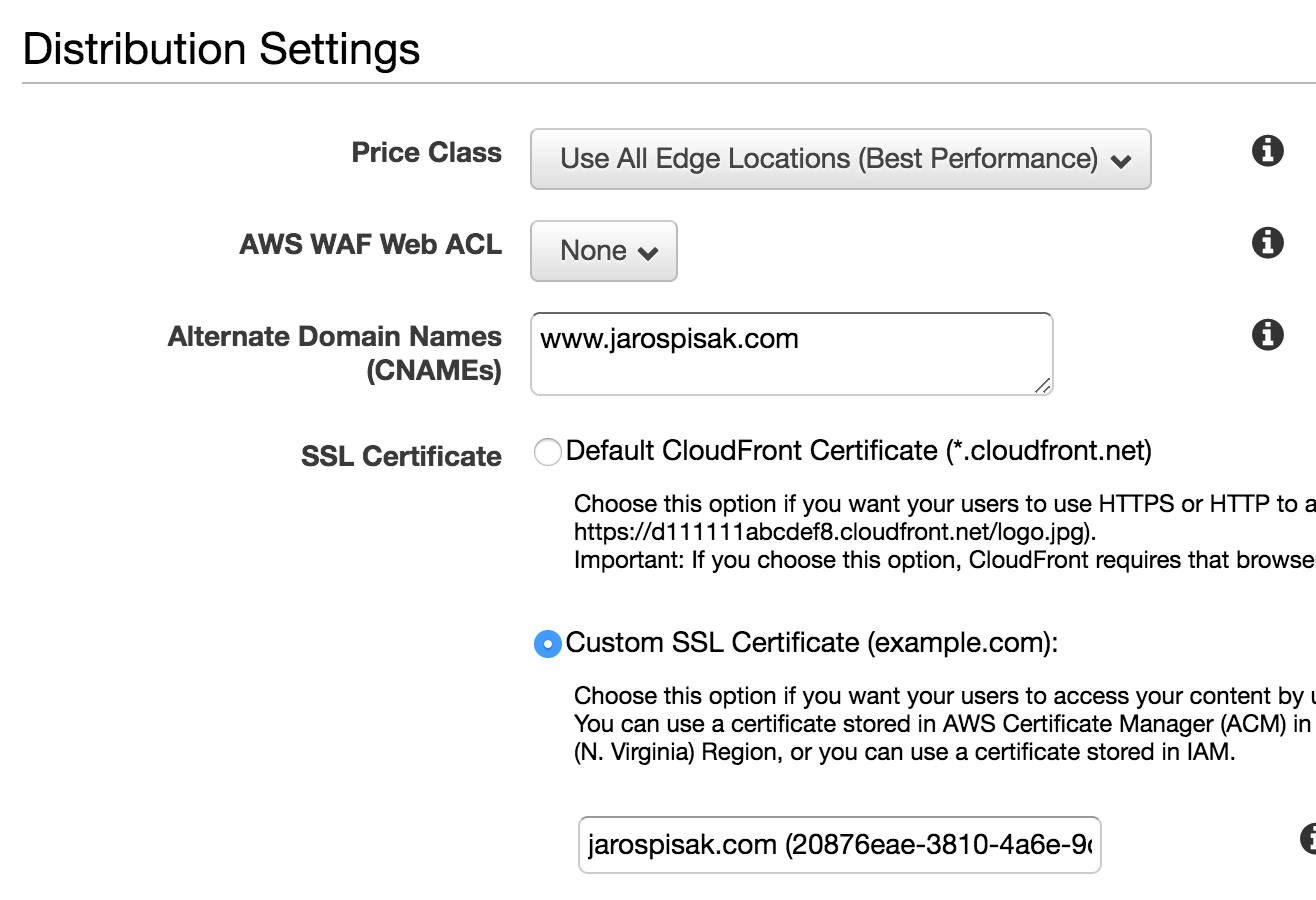 Distribution Settings
Price Class
Use All Edge Locations (Best Performance)
AWS WAF Web ACL
None
Alternate Domain Names
(CNAMEs)
www.jarospisak.com
SSL Certificate
Default CloudFront Certificate (*.cloudfront.net)
Choose this option if you want your users to use HTTPS or HTTP to a
https://d111111abcdef8.cloudfront.net/logo.jpg).
Important: If you choose this option, CloudFront requires that browse
Custom SSL Certificate (example.com):
Choose this option if you want your users to access your content by u
You can use a certificate stored in AWS Certificate Manager (ACM) in
(N. Virginia) Region, or you can use a certificate stored in IAM.
jarospisak.com (20876eae-3810-4a6e-9